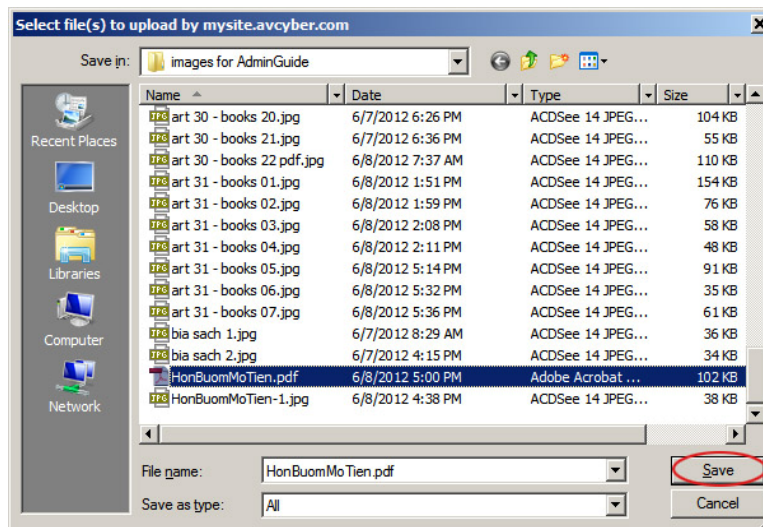 Select file(s) to upload by mysite.avcyber.com
Save in: images for AdminGuide
Name Date Type Size
art 30 - books 20.jpg 6/7/2012 6:26 PM ACDSee 14 JPEG... 104 KB
art 30 - books 21.jpg 6/7/2012 6:36 PM ACDSee 14 JPEG... 55 KB
art 30 - books 22 pdf.jpg 6/8/2012 7:37 AM ACDSee 14 JPEG... 110 KB
art 31 - books 01.jpg 6/8/2012 1:51 PM ACDSee 14 JPEG... 154 KB
art 31 - books 02.jpg 6/8/2012 1:59 PM ACDSee 14 JPEG... 76 KB
art 31 - books 03.jpg 6/8/2012 2:08 PM ACDSee 14 JPEG... 58 KB
art 31 - books 04.jpg 6/8/2012 2:11 PM ACDSee 14 JPEG... 48 KB
art 31 - books 05.jpg 6/8/2012 5:14 PM ACDSee 14 JPEG... 91 KB
art 31 - books 06.jpg 6/8/2012 5:32 PM ACDSee 14 JPEG... 35 KB
art 31 - books 07.jpg 6/8/2012 5:36 PM ACDSee 14 JPEG... 61 KB
bia sach 1.jpg 6/7/2012 8:29 AM ACDSee 14 JPEG... 36 KB
bia sach 2.jpg 6/7/2012 4:15 PM ACDSee 14 JPEG... 34 KB
HonBuomMoTien.pdf 6/8/2012 5:00 PM Adobe Acrobat ... 102 KB
HonBuomMoTien-1.jpg 6/8/2012 4:38 PM ACDSee 14 JPEG... 38 KB
Recent Places
Desktop
Libraries
Computer
Network
File name: HonBuomMoTien.pdf Save
Save as type: All Cancel